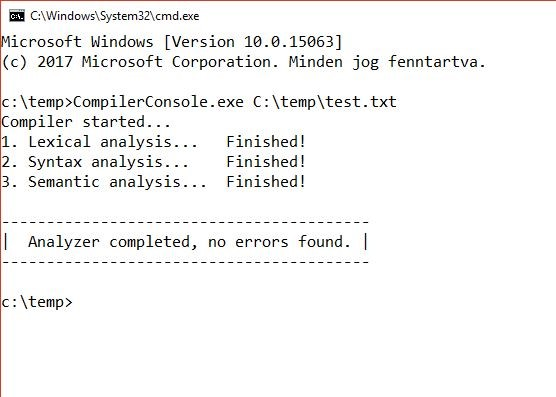 C:\Windows\System32\cmd.exe
Microsoft Windows [Version 10.0.15063]
(c) 2017 Microsoft Corporation. Minden jog fenntartva.
c:\temp>CompilerConsole.exe C:\temp\test.txt
Compiler started...
1. Lexical analysis...   Finished!
2. Syntax analysis...    Finished!
3. Semantic analysis...  Finished!
-----------------------------------------
|  Analyzer completed, no errors found. |
-----------------------------------------
c:\temp>